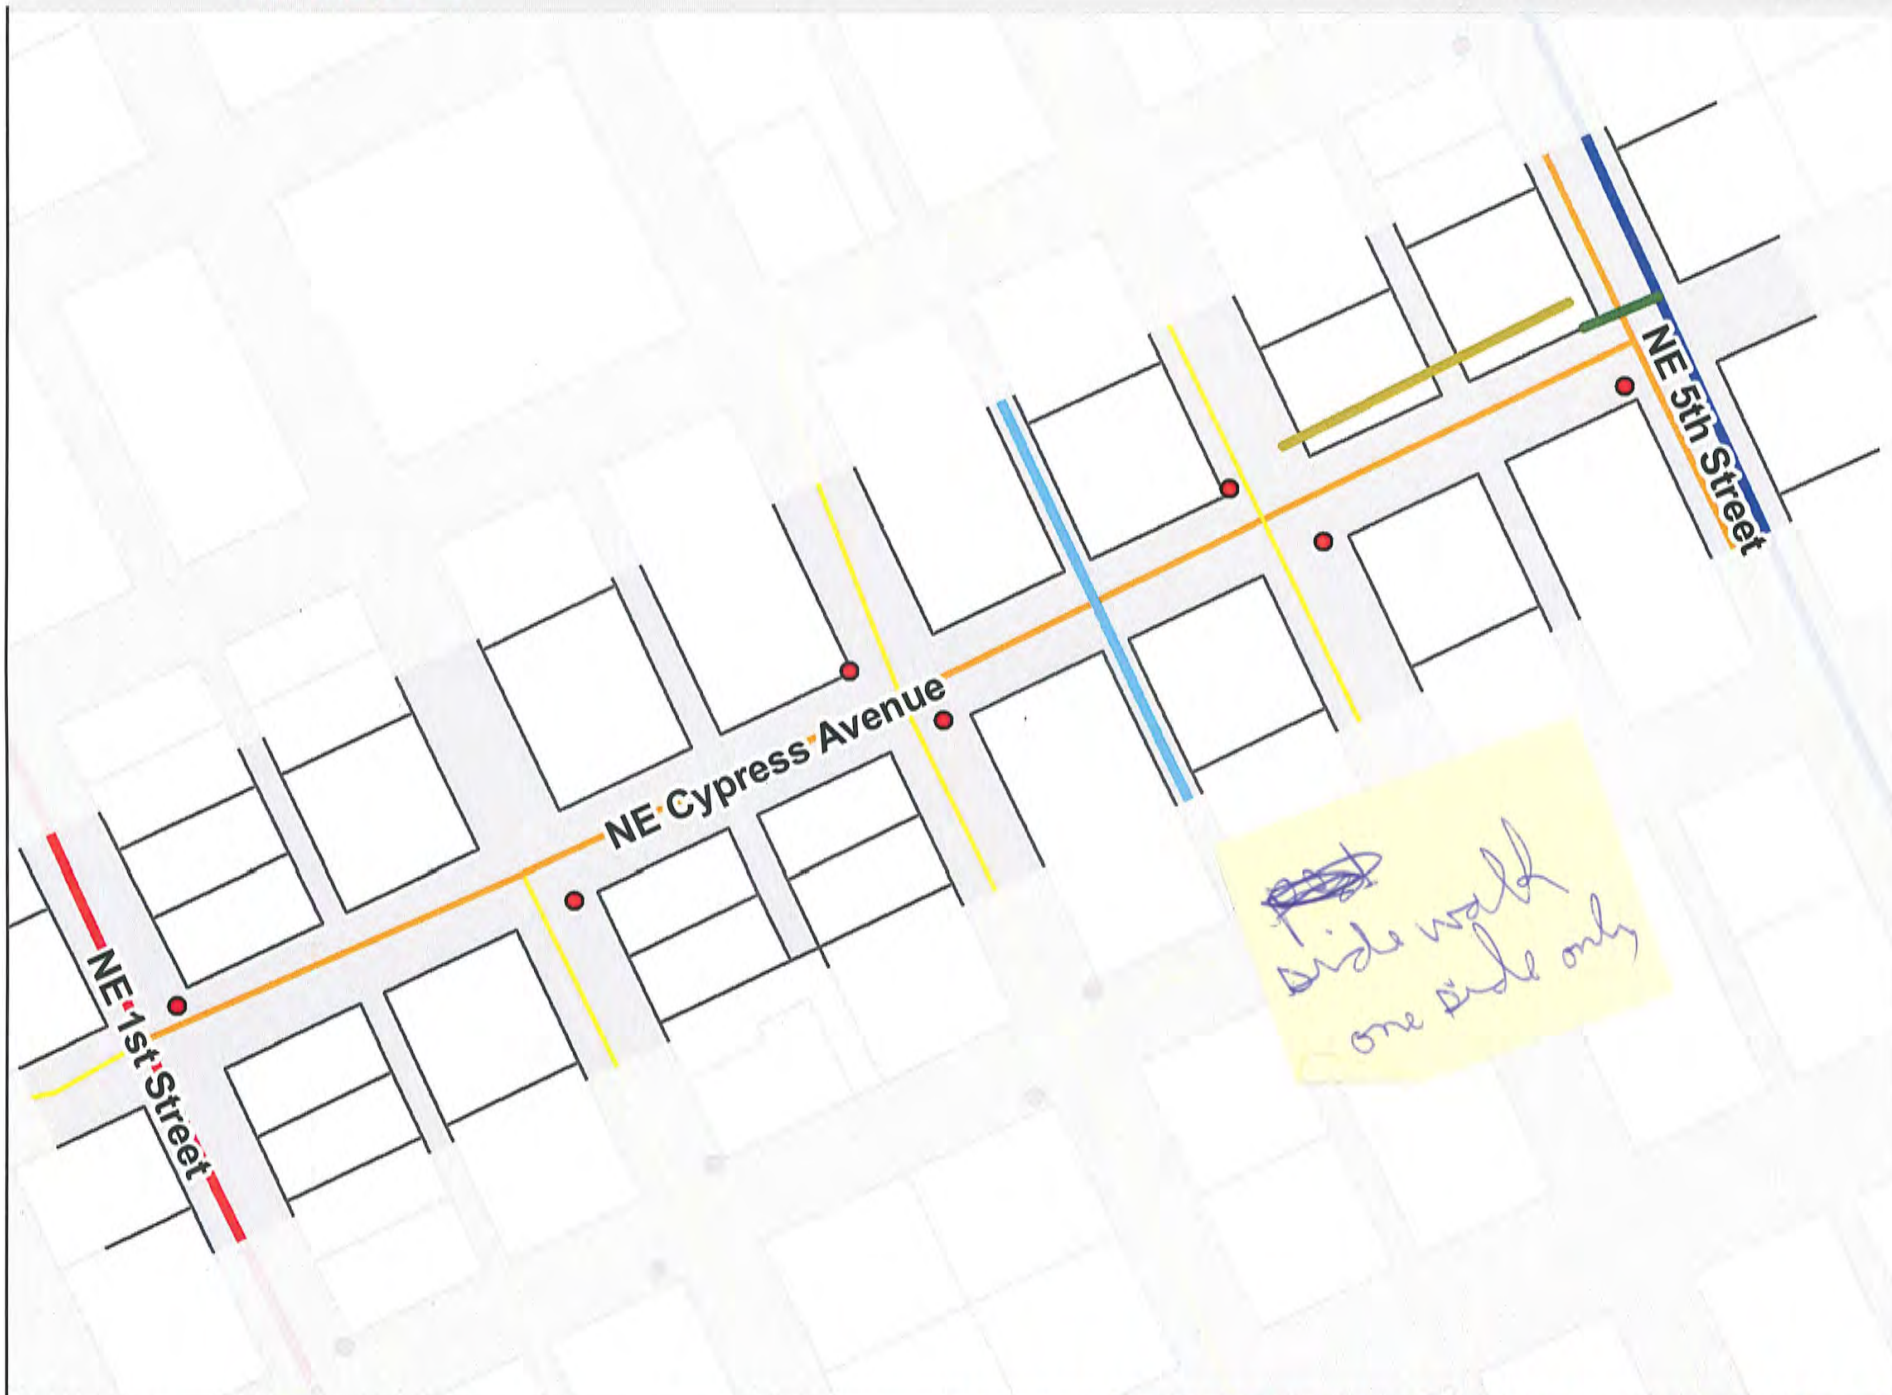 NE 5th Street
NE Cypress Avenue
NE 1st Street
side walk
one side only